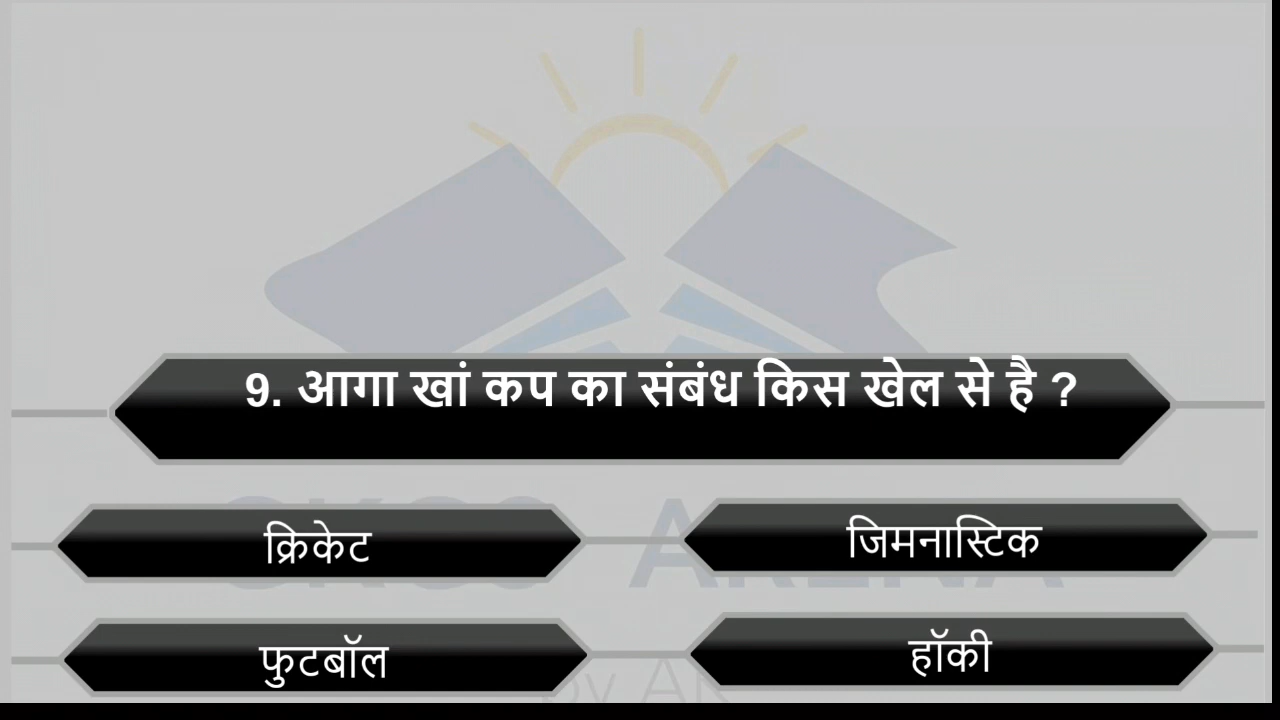 9. आगा खां कप का संबंध किस खेल से है ?
क्रिकेट
जिमनास्टिक
फुटबॉल
हॉकी